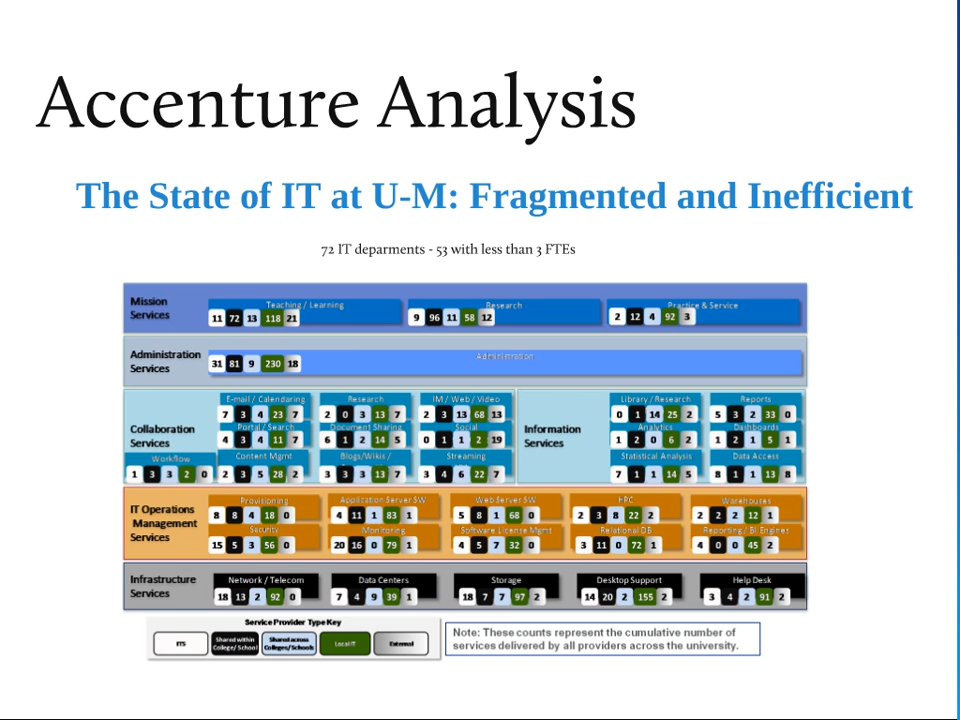 Accenture Analysis
The State of IT at U-M: Fragmented and Inefficient
72 IT deparments - 53 with less than 3 FTEs
Mission Services
Teaching / Learning
11 72 13 118 21
Research
9 96 11 58 12
Practice & Service
2 12 4 92 3
Administration Services
Administration
31 81 9 230 18
Collaboration Services
E-mail / Calendaring
7 3 4 23 7
Research
2 0 3 13 7
IM / Web / Video
2 3 13 68 13
Portal / Search
4 3 4 11 7
Document Sharing
6 1 2 14 5
Social
0 1 1 2 19
Workflow
1 3 3 2 0
Content Mgmt
2 3 5 28 2
Blogs/Wikis /
3 3 3 13 7
Streaming
3 4 6 22 7
Information Services
Library / Research
0 1 14 25 2
Reports
5 3 2 33 0
Analytics
1 2 0 6 2
Dashboards
1 2 1 5 1
Statistical Analysis
7 1 1 14 5
Data Access
8 1 1 13 8
IT Operations Management Services
Provisioning
8 8 4 18 0
Application Server SW
4 11 1 83 1
Web Server SW
5 8 1 68 0
HPC
2 3 8 22 2
Warehouses
2 2 2 12 1
Security
15 5 3 56 0
Monitoring
20 16 0 79 1
Software License Mgmt
4 5 7 32 0
Relational DB
3 11 0 72 1
Reporting / BI Engines
4 0 0 45 2
Infrastructure Services
Network / Telecom
18 13 2 92 0
Data Centers
7 4 9 39 1
Storage
18 7 7 97 2
Desktop Support
14 20 2 155 2
Help Desk
3 4 2 91 2
Service Provider Type Key
ITS
Shared within College/ School
Shared across Colleges/Schools
Local IT
External
Note: These counts represent the cumulative number of
services delivered by all providers across the university.